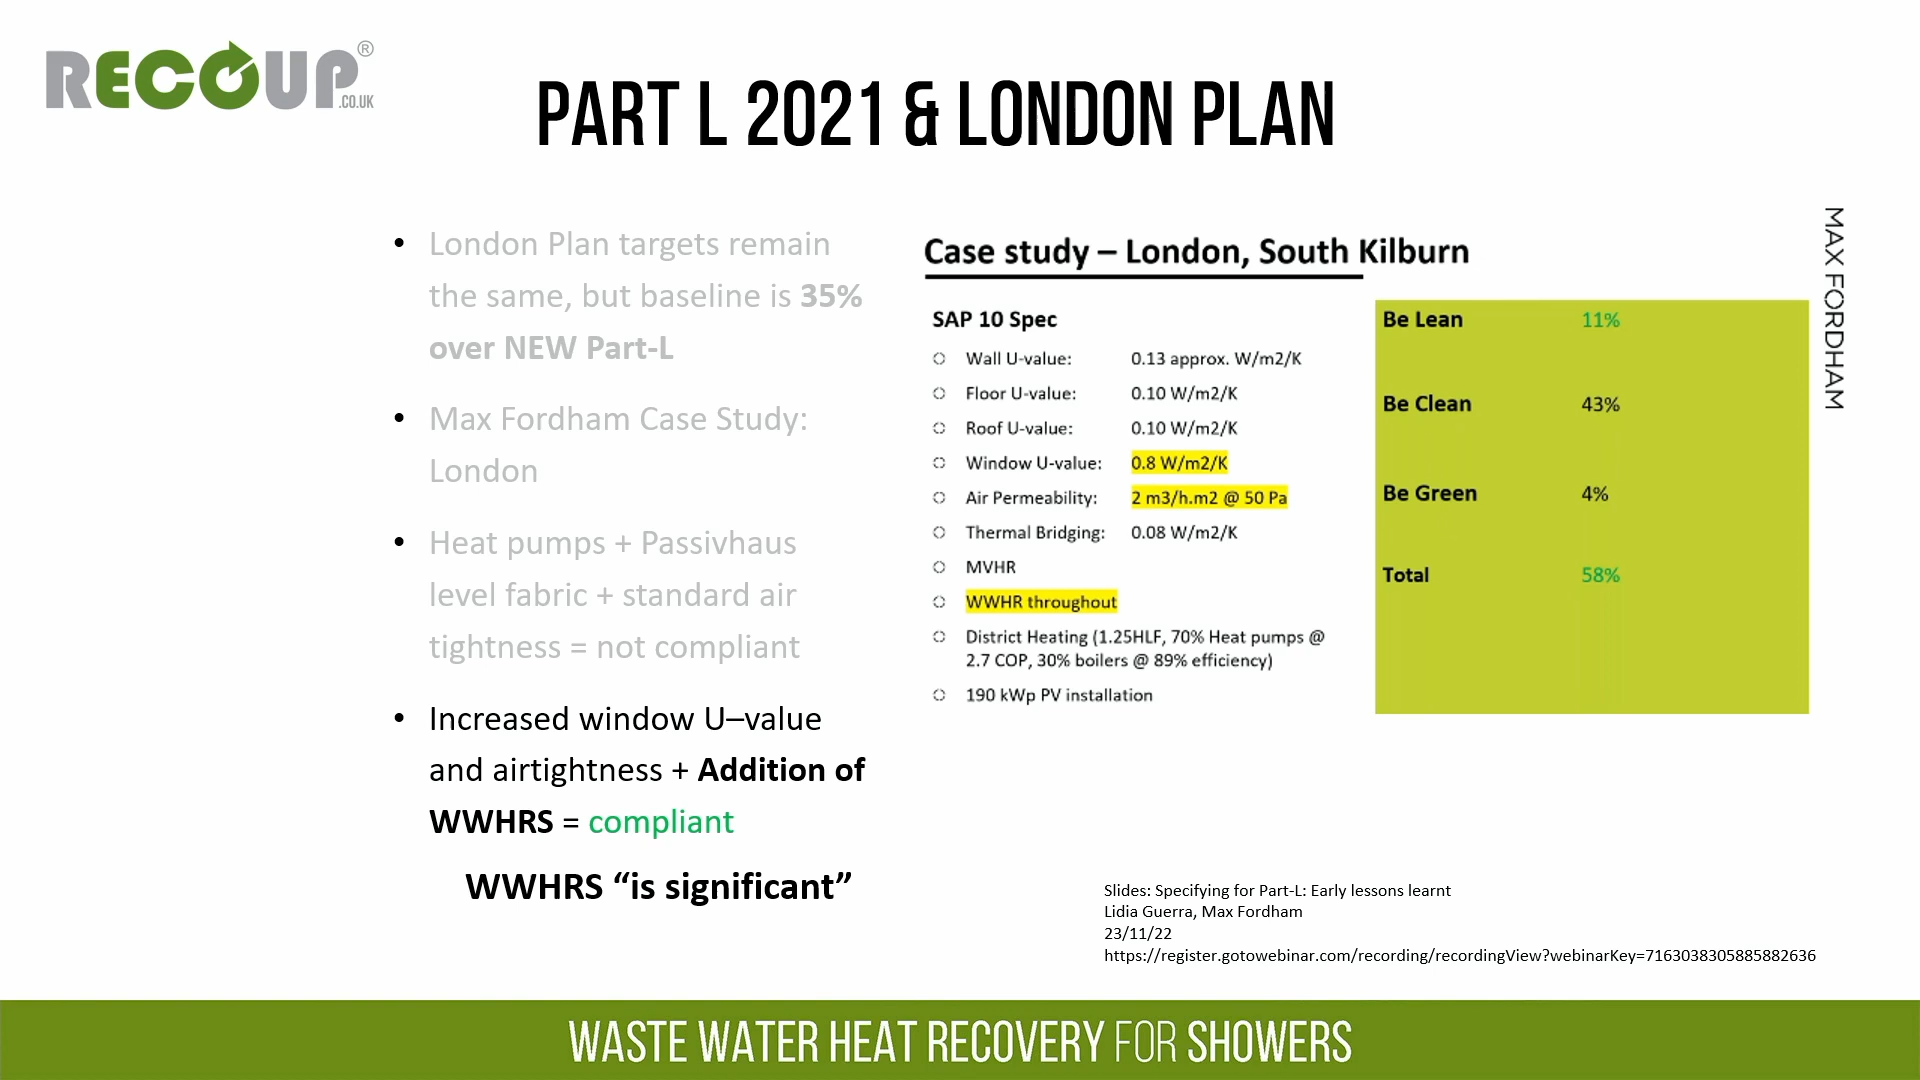 RECOUP®
.CO.UK
PART L 2021 & LONDON PLAN
• London Plan targets remain
the same, but baseline is 35%
over NEW Part-L
• Max Fordham Case Study:
London
• Heat pumps + Passivhaus
level fabric + standard air
tightness = not compliant
• Increased window U–value
and airtightness + Addition of
WWHRS = compliant
WWHRS “is significant”
Case study – London, South Kilburn
SAP 10 Spec
Wall U-value: 0.13 approx. W/m2/K
Floor U-value: 0.10 W/m2/K
Roof U-value: 0.10 W/m2/K
Window U-value: 0.8 W/m2/K
Air Permeability: 2 m3/h.m2 @ 50 Pa
Thermal Bridging: 0.08 W/m2/K
MVHR
WWHR throughout
District Heating (1.25HLF, 70% Heat pumps @
2.7 COP, 30% boilers @ 89% efficiency)
190 kWp PV installation
Be Lean 11%
Be Clean 43%
Be Green 4%
Total 58%
MAX FORDHAM
Slides: Specifying for Part-L: Early lessons learnt
Lidia Guerra, Max Fordham
23/11/22
https://register.gotowebinar.com/recording/recordingView?webinarKey=7163038305885882636
WASTE WATER HEAT RECOVERY FOR SHOWERS